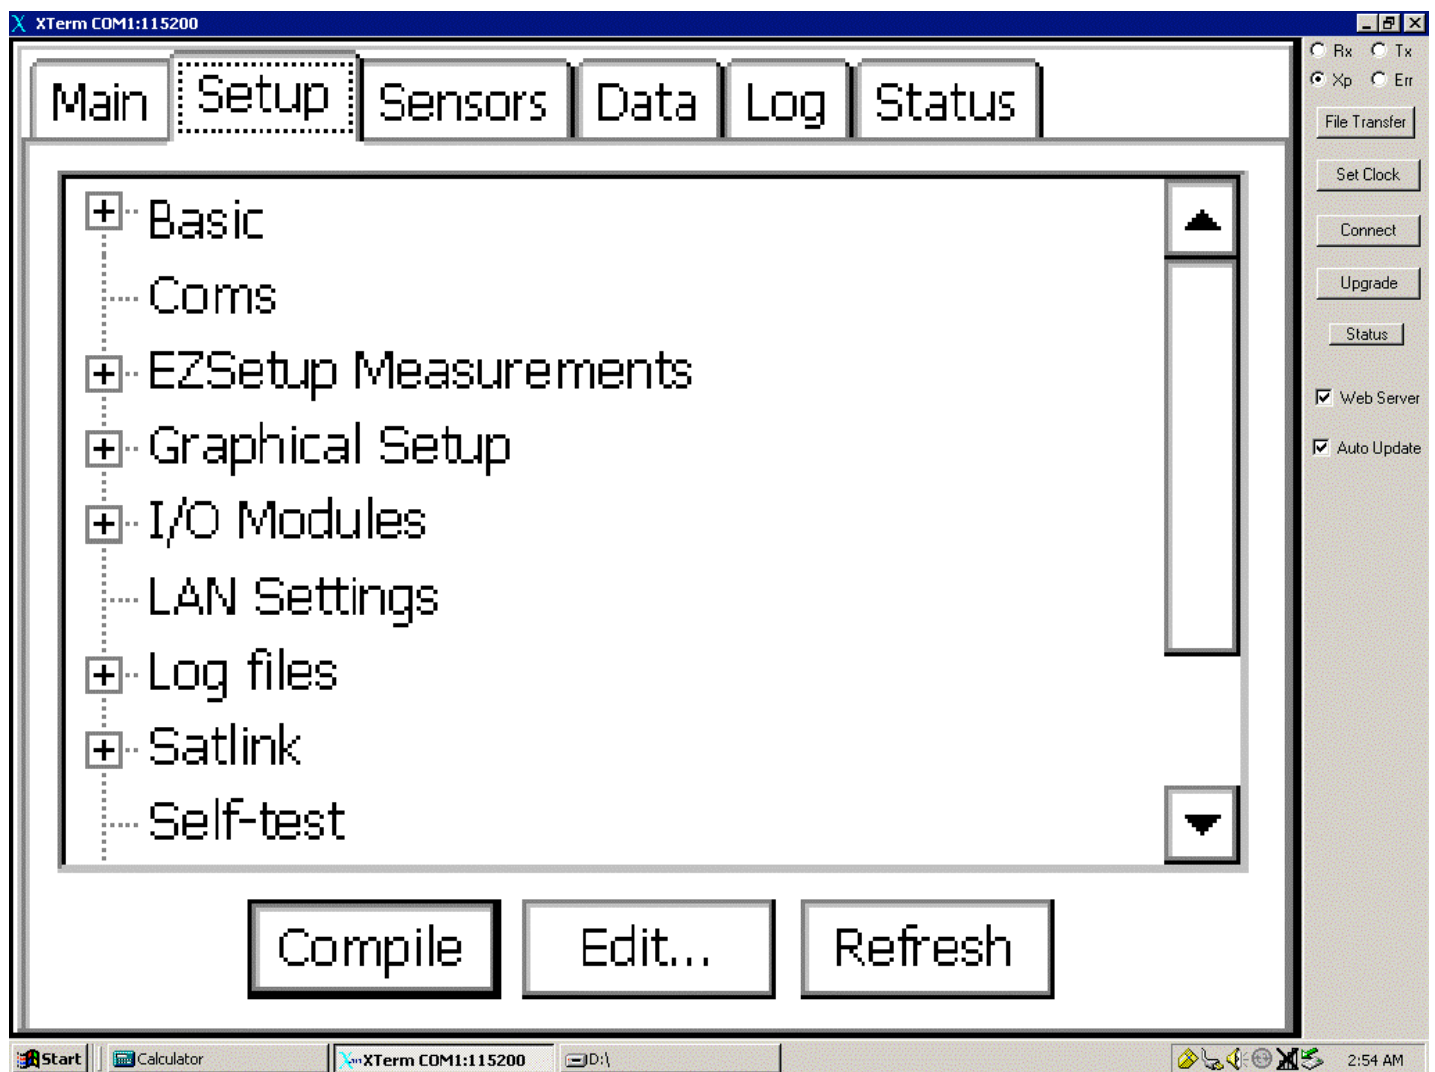 XTerm COM1:115200
Main Setup Sensors Data Log Status
Basic
Coms
EZSetup Measurements
Graphical Setup
I/O Modules
LAN Settings
Log files
Satlink
Self-test
Compile Edit... Refresh
Rx Tx
Xp Err
File Transfer
Set Clock
Connect
Upgrade
Status
Web Server
Auto Update
Start Calculator XTerm COM1:115200 D:\ 2:54 AM